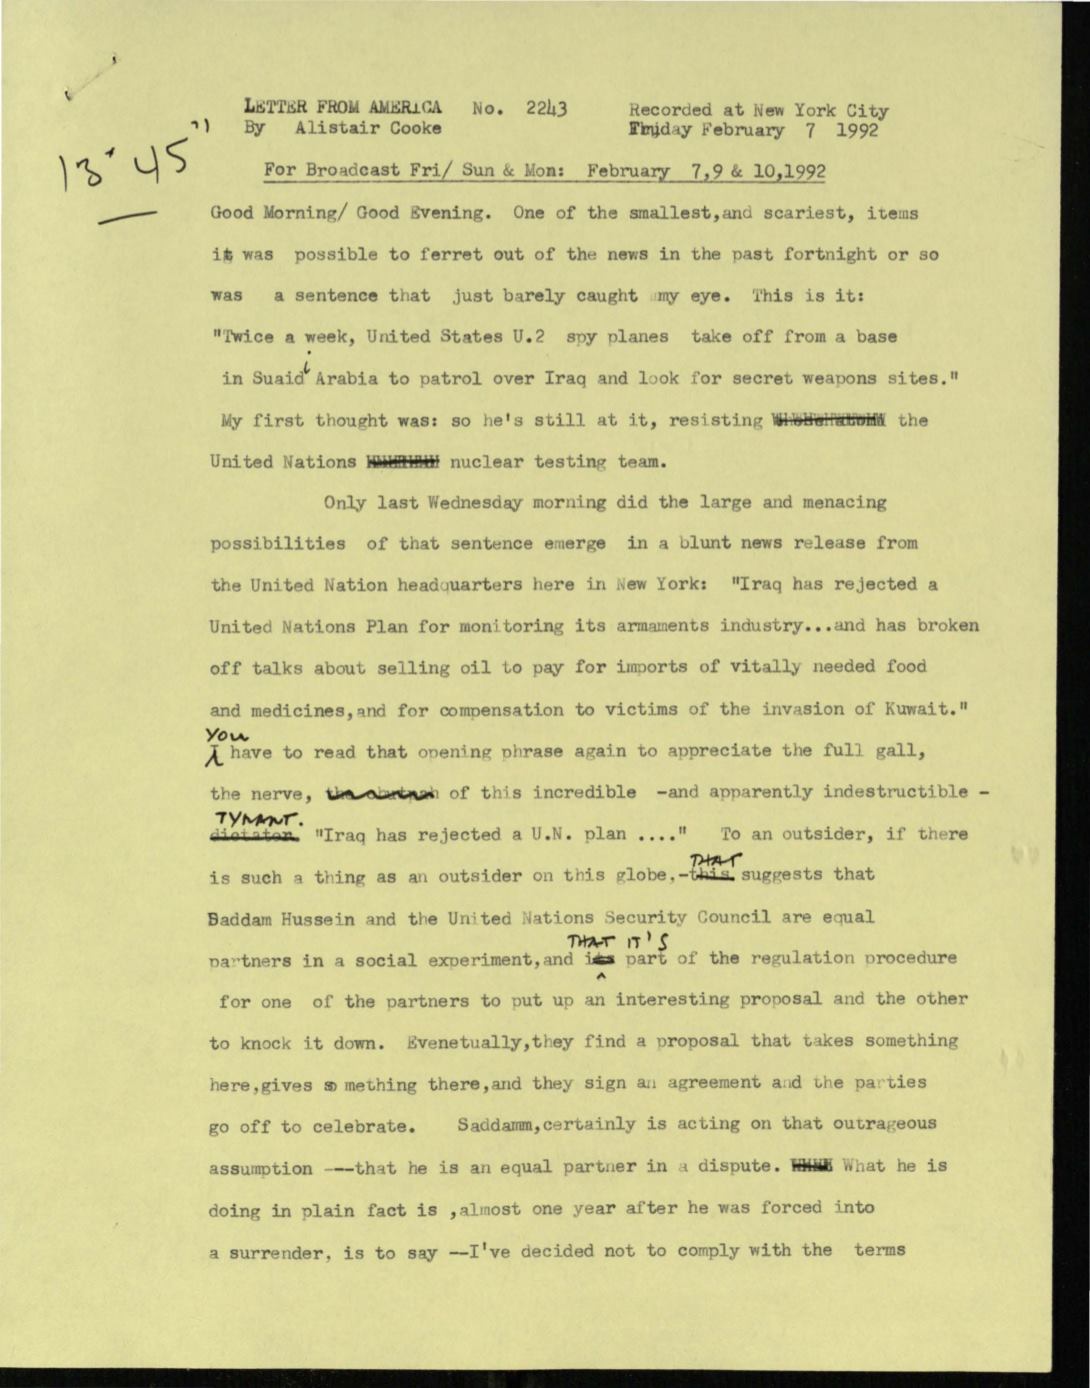 LETTER FROM AMERICA No. 2243 Recorded at New York City
By Alistair Cooke Friday February 7 1992
13" 45")
For Broadcast Fri/ Sun & Mon: February 7,9 & 10,1992
Good Morning/ Good Evening. One of the smallest,and scariest, items
it was possible to ferret out of the news in the past fortnight or so
was a sentence that just barely caught my eye. This is it:
"Twice a week, United States U.2 spy planes take off from a base
in Suaid i Arabia to patrol over Iraq and look for secret weapons sites."
My first thought was: so he's still at it, resisting the
United Nations nuclear testing team.
Only last Wednesday morning did the large and menacing
possibilities of that sentence emerge in a blunt news release from
the United Nation headquarters here in New York: "Iraq has rejected a
United Nations Plan for monitoring its armaments industry...and has broken
off talks about selling oil to pay for imports of vitally needed food
and medicines,and for compensation to victims of the invasion of Kuwait."
YOU
I have to read that opening phrase again to appreciate the full gall,
the nerve, of this incredible -and apparently indestructible -
TYRANT.
dictator. "Iraq has rejected a U.N. plan ...." To an outsider, if there
THAT
is such a thing as an outsider on this globe,-this suggests that
Saddam Hussein and the United Nations Security Council are equal
THAT IT'S
partners in a social experiment,and its part of the regulation procedure
for one of the partners to put up an interesting proposal and the other
to knock it down. Evenetually,they find a proposal that takes something
here,gives so mething there,and they sign an agreement and the parties
go off to celebrate. Saddamm,certainly is acting on that outrageous
assumption ---that he is an equal partner in a dispute. What he is
doing in plain fact is ,almost one year after he was forced into
a surrender, is to say --I've decided not to comply with the terms